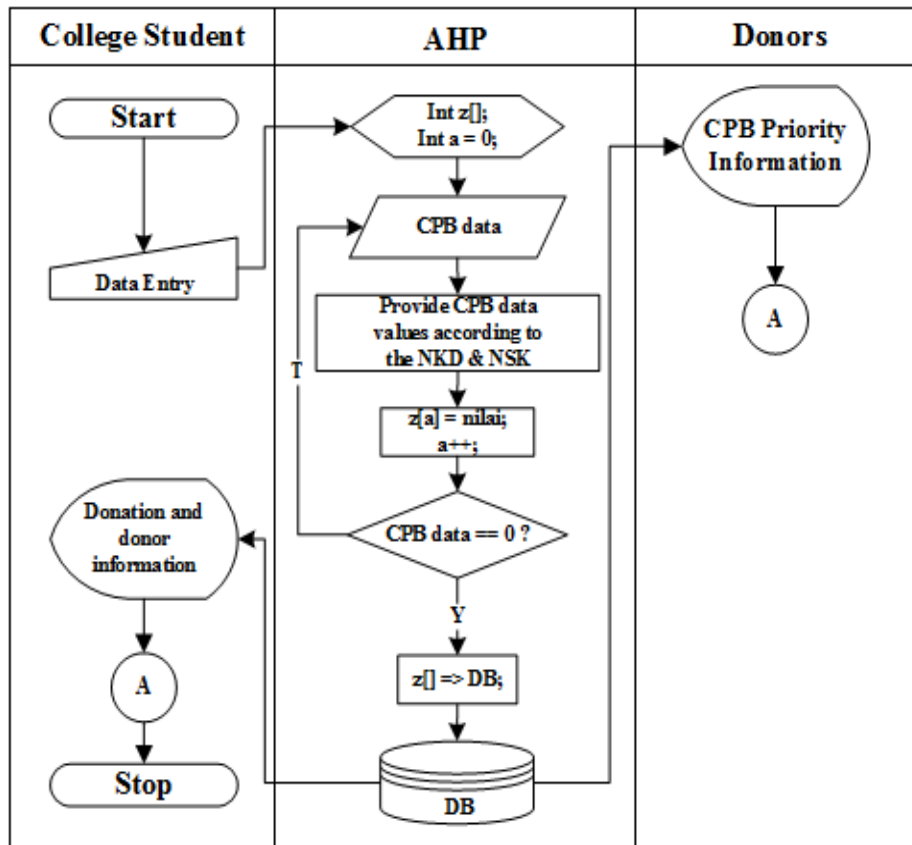 College Student
AHP
Donors
Start
Data Entry
Int z[];
Int a = 0;
CPB data
Provide CPB data
values according to
the NKD & NSK
z[a] = nilai;
a++;
CPB data == 0 ?
T
Y
z[] => DB;
DB
Donation and
donor
information
A
Stop
CPB Priority
Information
A